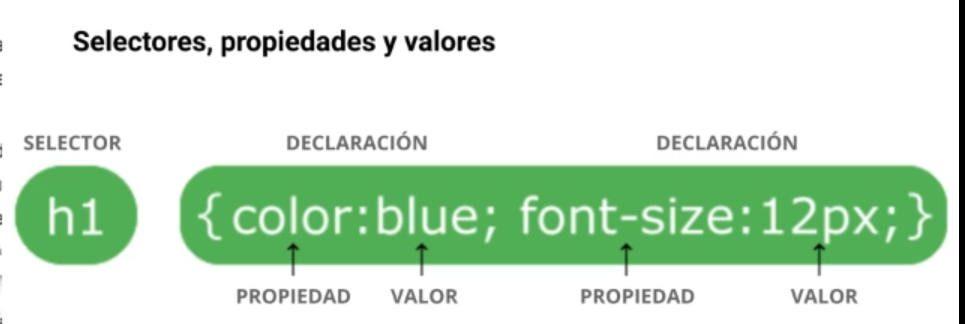 Selectores, propiedades y valores
SELECTOR DECLARACIÓN DECLARACIÓN
h1 {color:blue; font-size:12px;}
PROPIEDAD VALOR PROPIEDAD VALOR